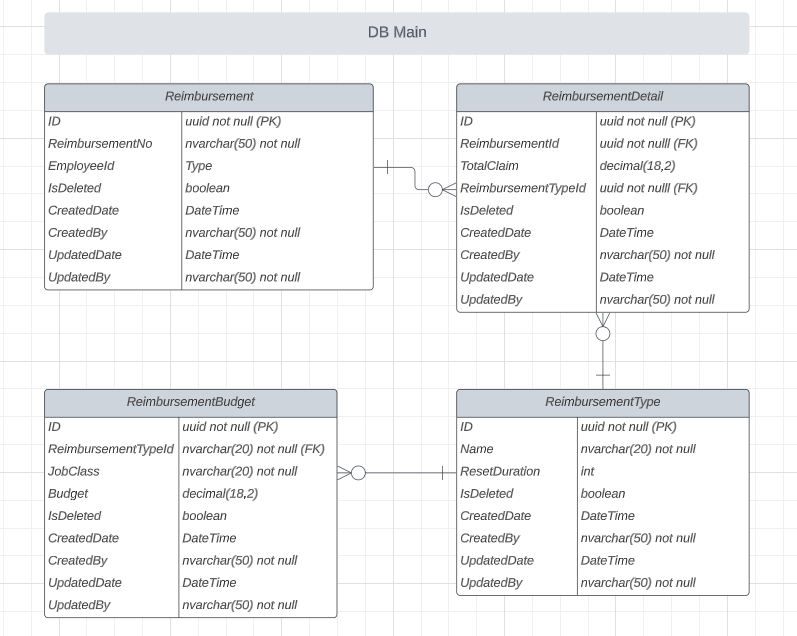 DB Main
Reimbursement
ID uuid not null (PK)
ReimbursementNo nvarchar(50) not null
EmployeeId Type
IsDeleted boolean
CreatedDate DateTime
CreatedBy nvarchar(50) not null
UpdatedDate DateTime
UpdatedBy nvarchar(50) not null
ReimbursementDetail
ID uuid not null (PK)
ReimbursementId uuid not nulll (FK)
TotalClaim decimal(18,2)
ReimbursementTypeId uuid not nulll (FK)
IsDeleted boolean
CreatedDate DateTime
CreatedBy nvarchar(50) not null
UpdatedDate DateTime
UpdatedBy nvarchar(50) not null
ReimbursementBudget
ID uuid not null (PK)
ReimbursementTypeId nvarchar(20) not null (FK)
JobClass nvarchar(20) not null
Budget decimal(18,2)
IsDeleted boolean
CreatedDate DateTime
CreatedBy nvarchar(50) not null
UpdatedDate DateTime
UpdatedBy nvarchar(50) not null
ReimbursementType
ID uuid not null (PK)
Name nvarchar(20) not null
ResetDuration int
IsDeleted boolean
CreatedDate DateTime
CreatedBy nvarchar(50) not null
UpdatedDate DateTime
UpdatedBy nvarchar(50) not null